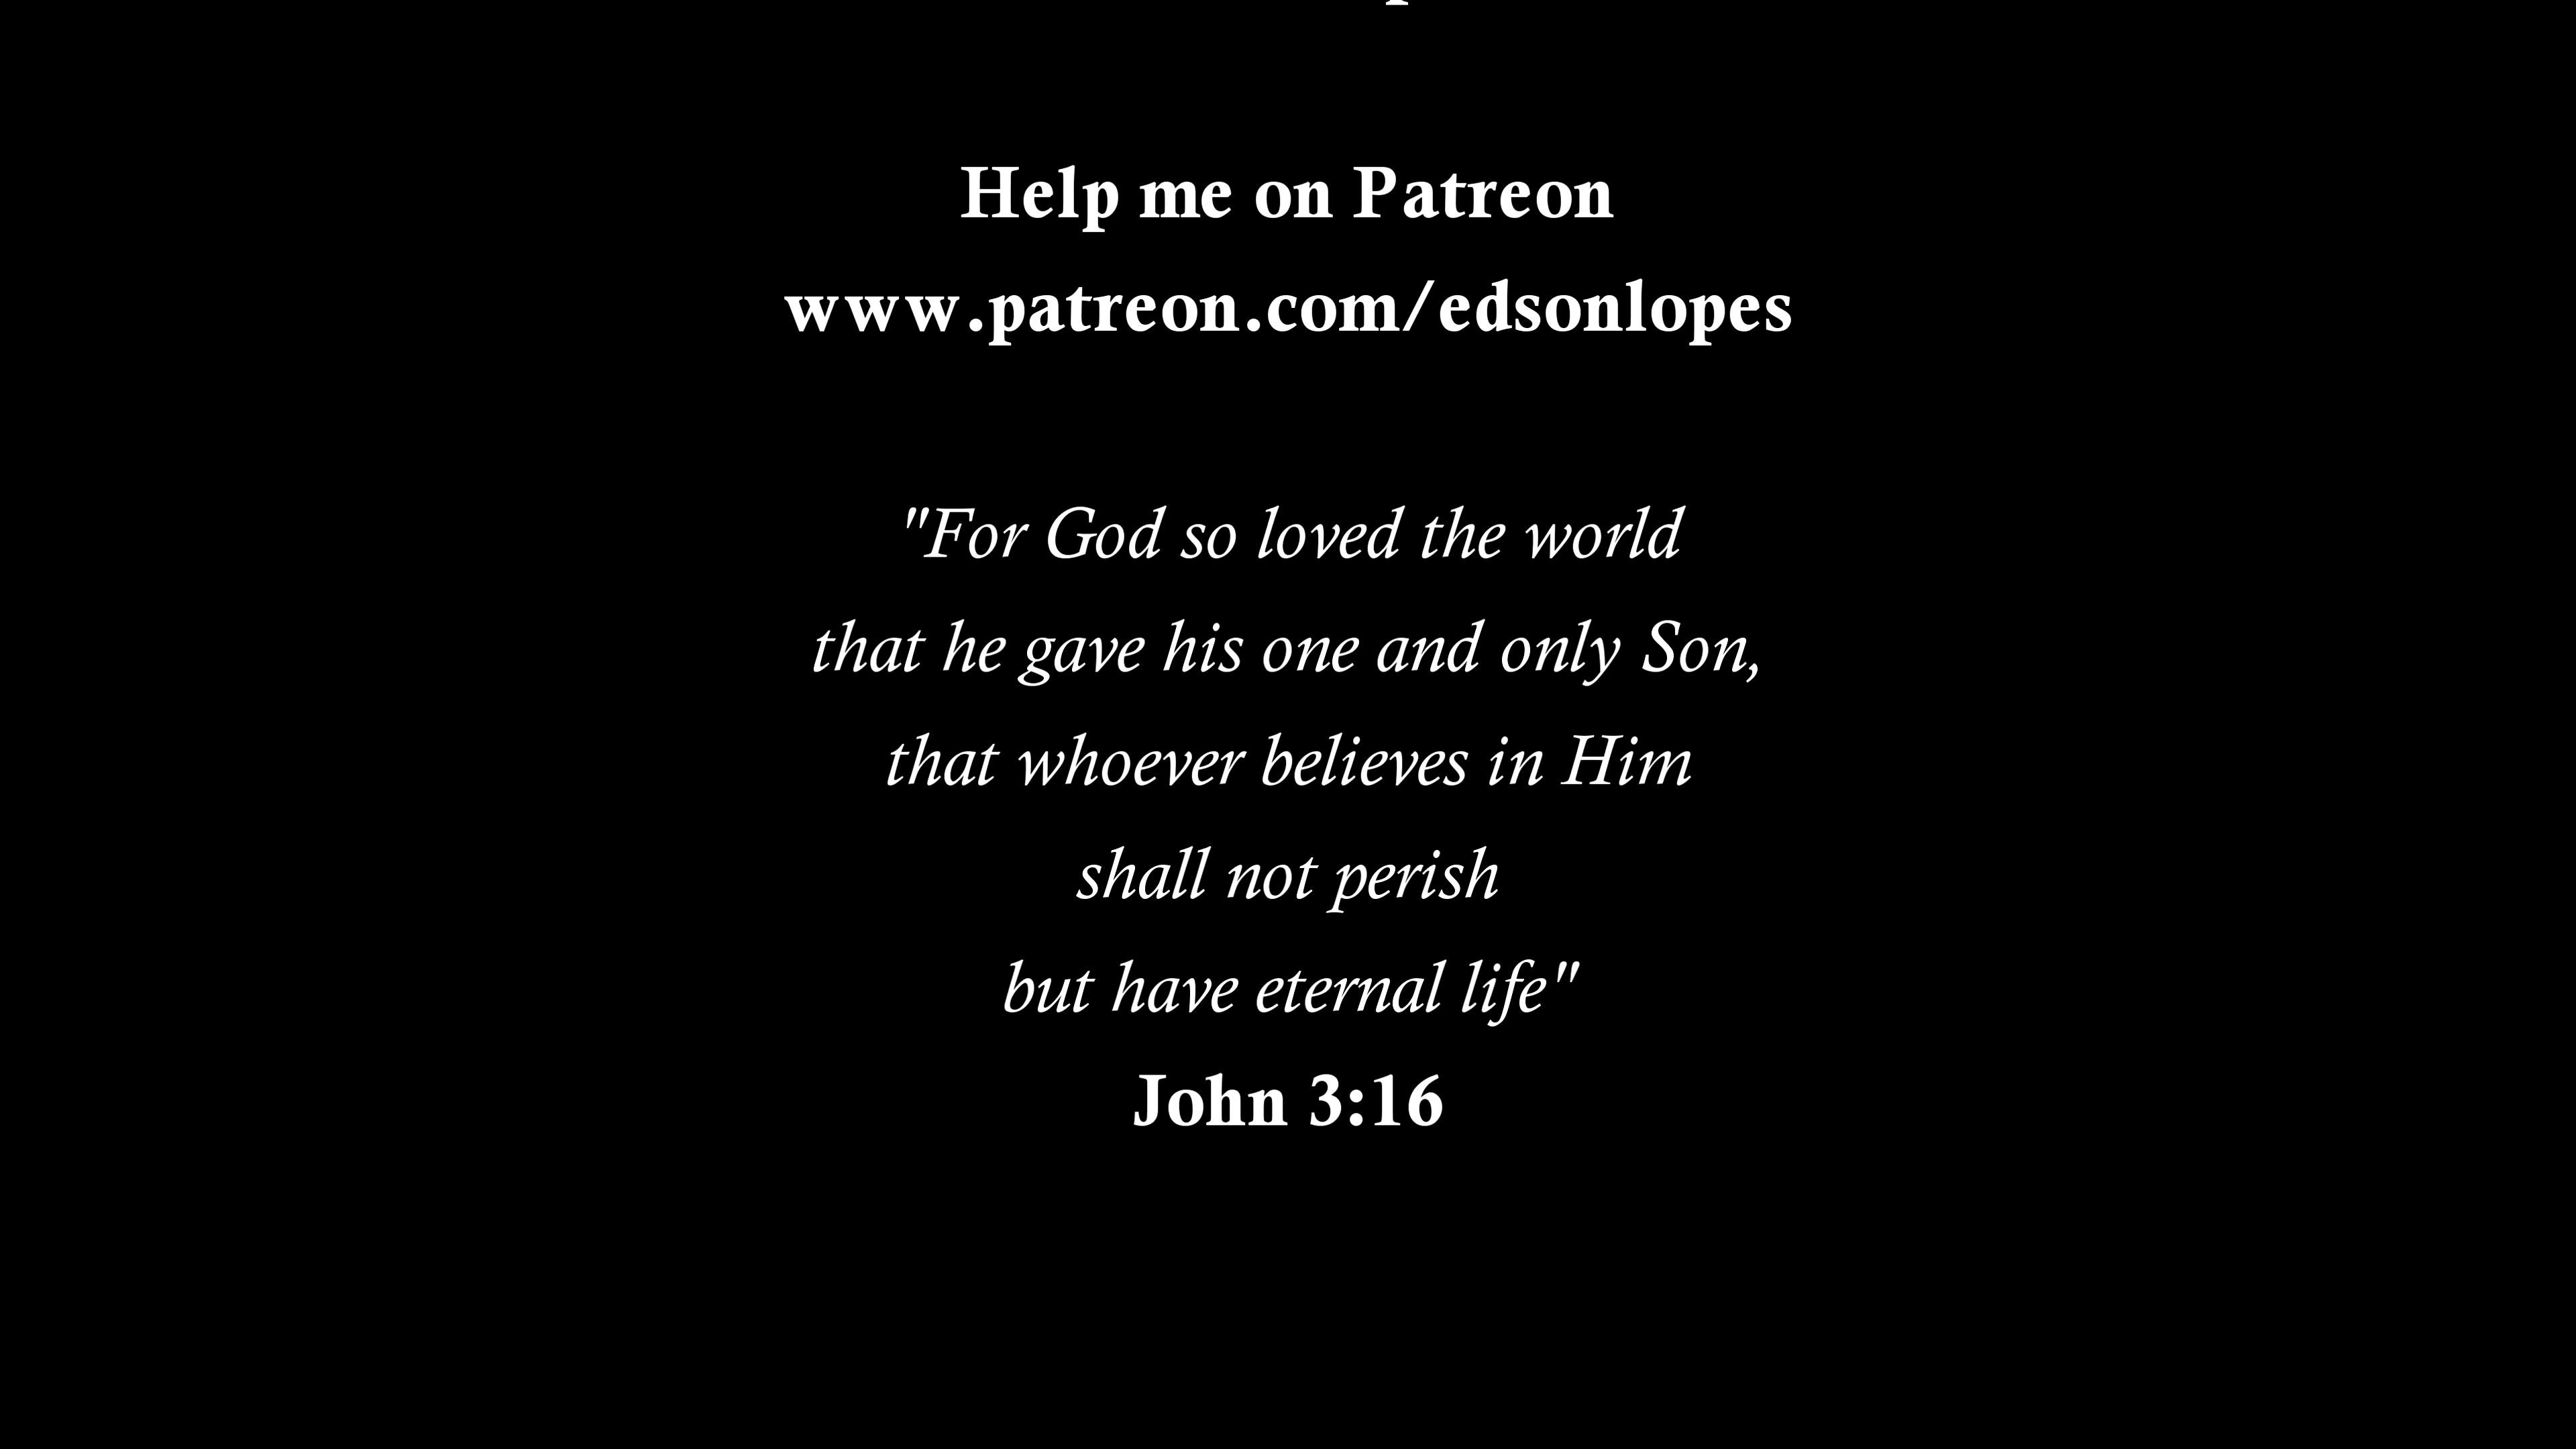 Help me on Patreon
www.patreon.com/edsonlopes
"For God so loved the world
that he gave his one and only Son,
that whoever believes in Him
shall not perish
but have eternal life"
John 3:16